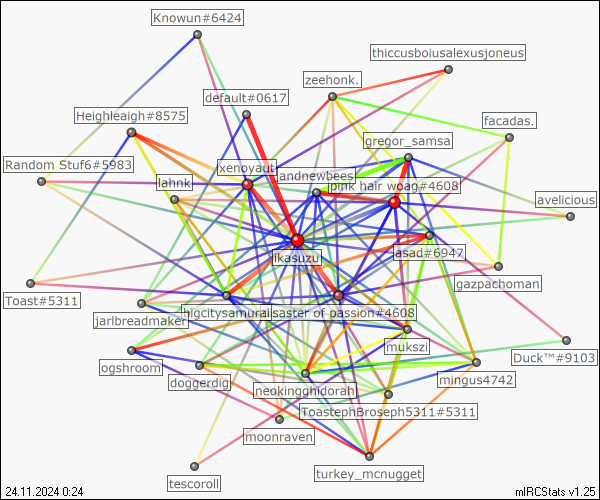 Knowun#6424
thiccusboiusalexusjoneus
zeehonk.
default#0617
Heighleaigh#8575
facadas.
gregor_samsa
Random Stuf6#5983
xenoyaut
andnewbees
lahnk
pink hair woag#4608
avelicious
asad#6947
ikasuzu
gazpachoman
Toast#5311
jarlbreadmaker
bigcitysamurai
saster of passion#4608
mukszi
Duck™#9103
ogshroom
doggerdig
neokingghidorah
mingus4742
ToastephBroseph5311#5311
moonraven
turkey_mcnugget
tescoroll
24.11.2024 0:24
mIRCStats v1.25